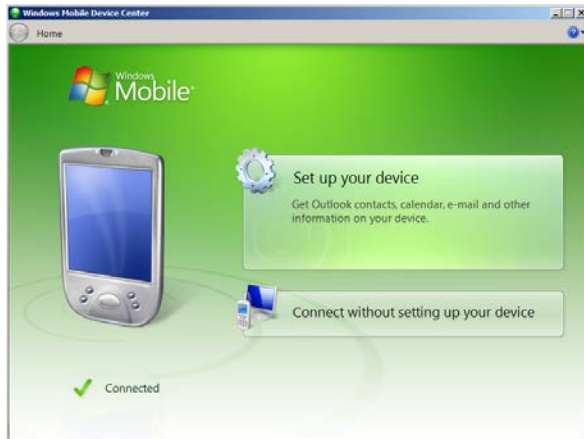 Windows Mobile Device Center
Home
Windows
Mobile
Set up your device
Get Outlook contacts, calendar, e-mail and other
information on your device.
Connect without setting up your device
Connected